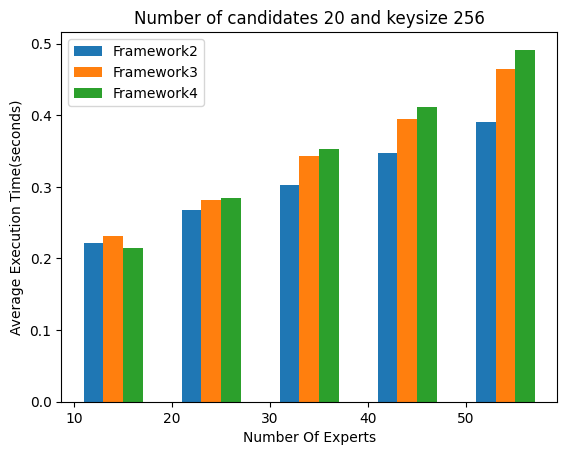 Number of candidates 20 and keysize 256
Framework2
Framework3
Framework4
Average Execution Time(seconds)
0.5
0.4
0.3
0.2
0.1
0.0
10 20 30 40 50
Number Of Experts